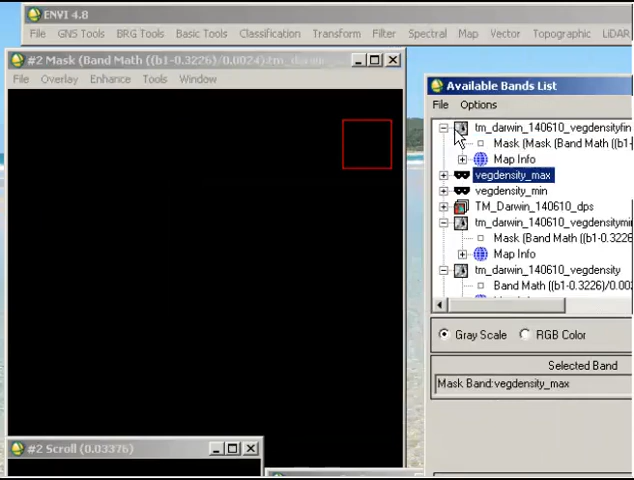 ENVI 4.8
File GNS Tools BRG Tools Basic Tools Classification Transform Filter Spectral Map Vector Topographic LiDAR
#2 Mask (Band Math ((b1-0.3226)/0.0024):tm_darwin
File Overlay Enhance Tools Window
Available Bands List
File Options
tm_darwin_140610_vegdensityfin
Mask (Mask (Band Math ((b1-
Map Info
vegdensity_max
vegdensity_min
TM_Darwin_140610_dps
tm_darwin_140610_vegdensitymi
Mask (Band Math ((b1-0.3226
Map Info
tm_darwin_140610_vegdensity
Band Math ((b1-0.3226)/0.00
Gray Scale RGB Color
Selected Band
Mask Band:vegdensity_max
#2 Scroll (0.03376)